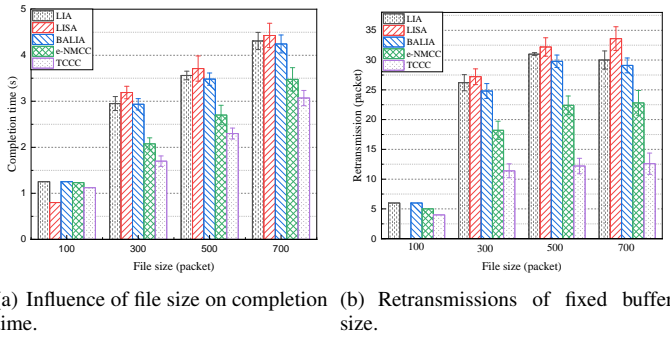 LIA
LISA
BALIA
e-NMCC
TCCC
5
4
3
2
1
0
Completion time (s)
100 300 500 700
File size (packet)
LIA
LISA
BALIA
e-NMCC
TCCC
35
30
25
20
15
10
5
0
Retransmission (packet)
100 300 500 700
File size (packet)
(a) Influence of file size on completion
time.
(b) Retransmissions of fixed buffer
size.